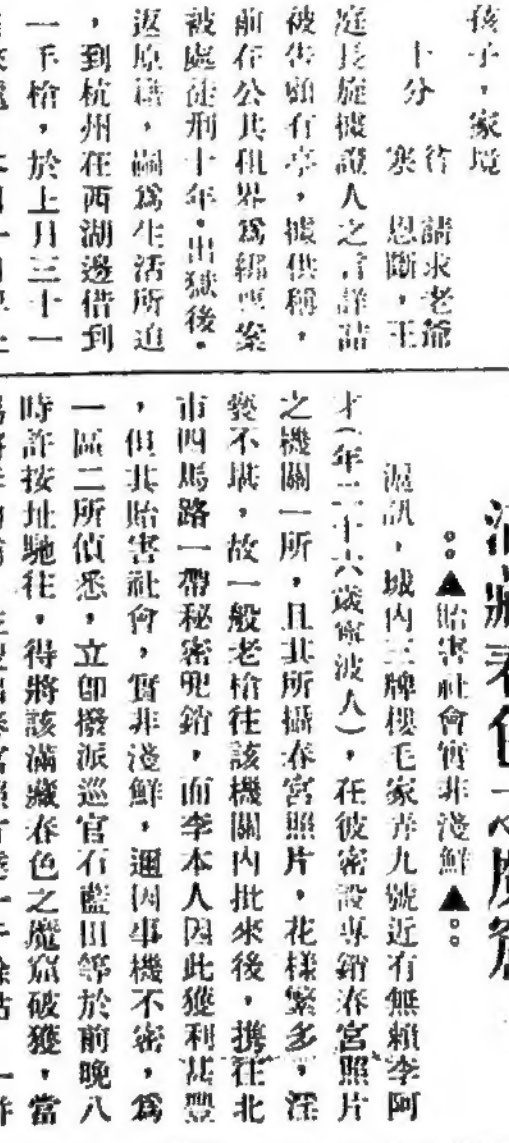 孩子，家境
十分
寒苦
請求老爺
恩斷，王
庭長旋據證人之言詳詰
被告顧有亭，據供稱，
前在公共租界爲綁票案
被處徒刑十年，出獄後，
返原籍，嗣爲生活所迫
，到杭州在西湖邊借到
一手槍，於上月三十一
▲貽害社會實非淺鮮▲
滬訊，城内三牌樓毛家弄九號近有無賴李阿
才（年二十六歲寧波人），在彼密設專銷春宮照片
之機關一所，且其所攝春宮照片，花樣繁多，淫
褻不堪，故一般老槍往該機關内批來後，携往北
市四馬路一帶秘密兜銷，而李本人因此獲利甚豐
，但其貽害社會，實非淺鮮，邇因事機不密，爲
一區二所偵悉，立卽撥派巡官石藍田等於前晚八
時許按址馳往，得將該滿藏春色之魔窟破獲，當